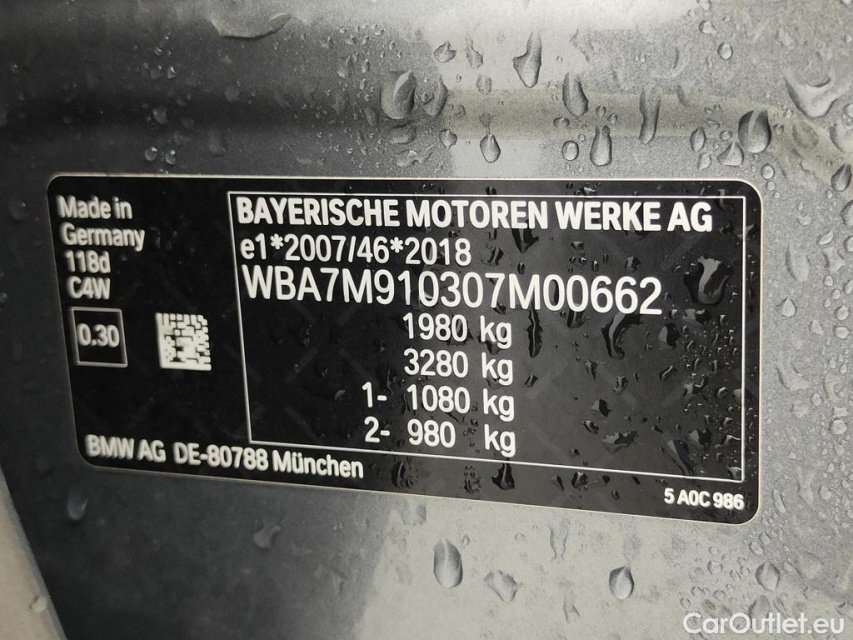 Made in
Germany
118d
C4W
0.30
BAYERISCHE MOTOREN WERKE AG
e1*2007/46*2018
WBA7M910307M00662
1980 kg
3280 kg
1- 1080 kg
2- 980 kg
BMW AG DE-80788 München
5 A0C 986
CarOutlet.eu